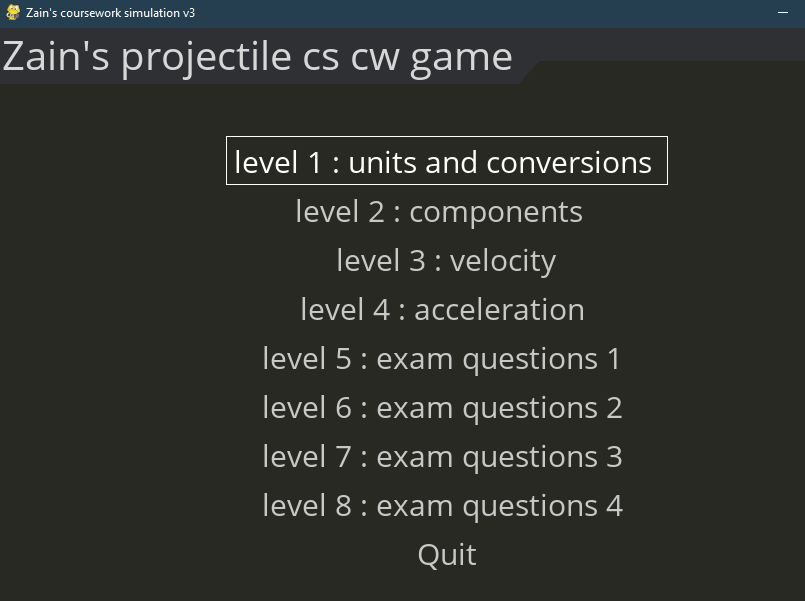 Zain's coursework simulation v3
Zain's projectile cs cw game
level 1 : units and conversions
level 2 : components
level 3 : velocity
level 4 : acceleration
level 5 : exam questions 1
level 6 : exam questions 2
level 7 : exam questions 3
level 8 : exam questions 4
Quit